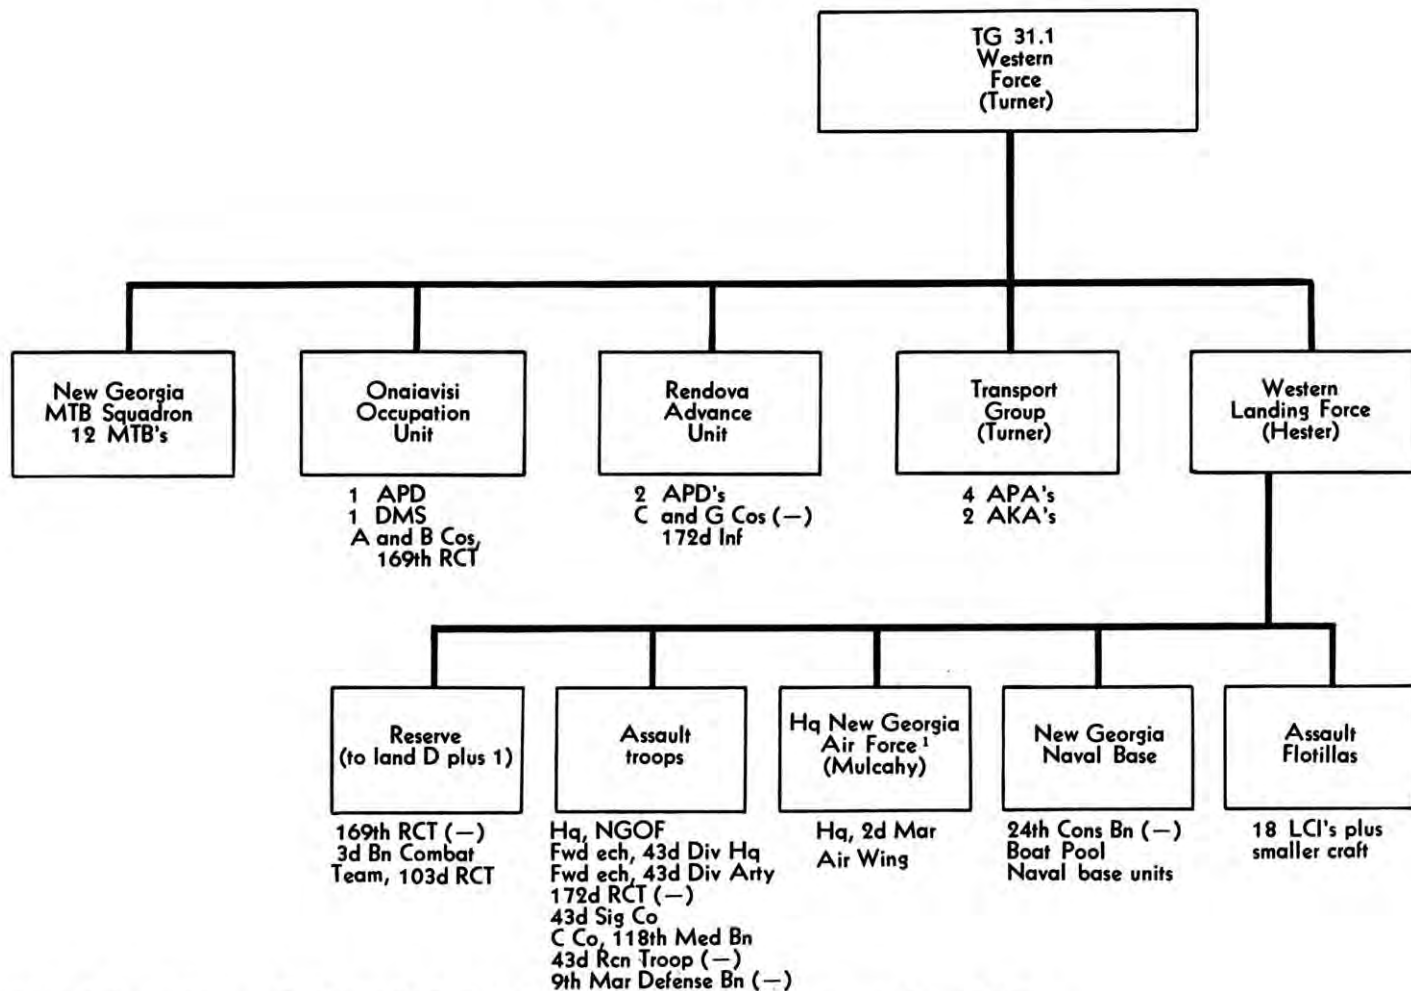 TG 31.1
Western
Force
(Turner)
New Georgia
MTB Squadron
12 MTB's
Onaiavisi
Occupation
Unit
1 APD
1 DMS
A and B Cos,
169th RCT
Rendova
Advance
Unit
2 APD's
C and G Cos (—)
172d Inf
Transport
Group
(Turner)
4 APA's
2 AKA's
Western
Landing Force
(Hester)
Reserve
(to land D plus 1)
169th RCT (—)
3d Bn Combat
Team, 103d RCT
Assault
troops
Hq, NGOF
Fwd ech, 43d Div Hq
Fwd ech, 43d Div Arty
172d RCT (—)
43d Sig Co
C Co, 118th Med Bn
43d Rcn Troop (—)
9th Mar Defense Bn (—)
Hq New Georgia
Air Force ¹
(Mulcahy)
Hq, 2d Mar
Air Wing
New Georgia
Naval Base
24th Cons Bn (—)
Boat Pool
Naval base units
Assault
Flotillas
18 LCI's plus
smaller craft